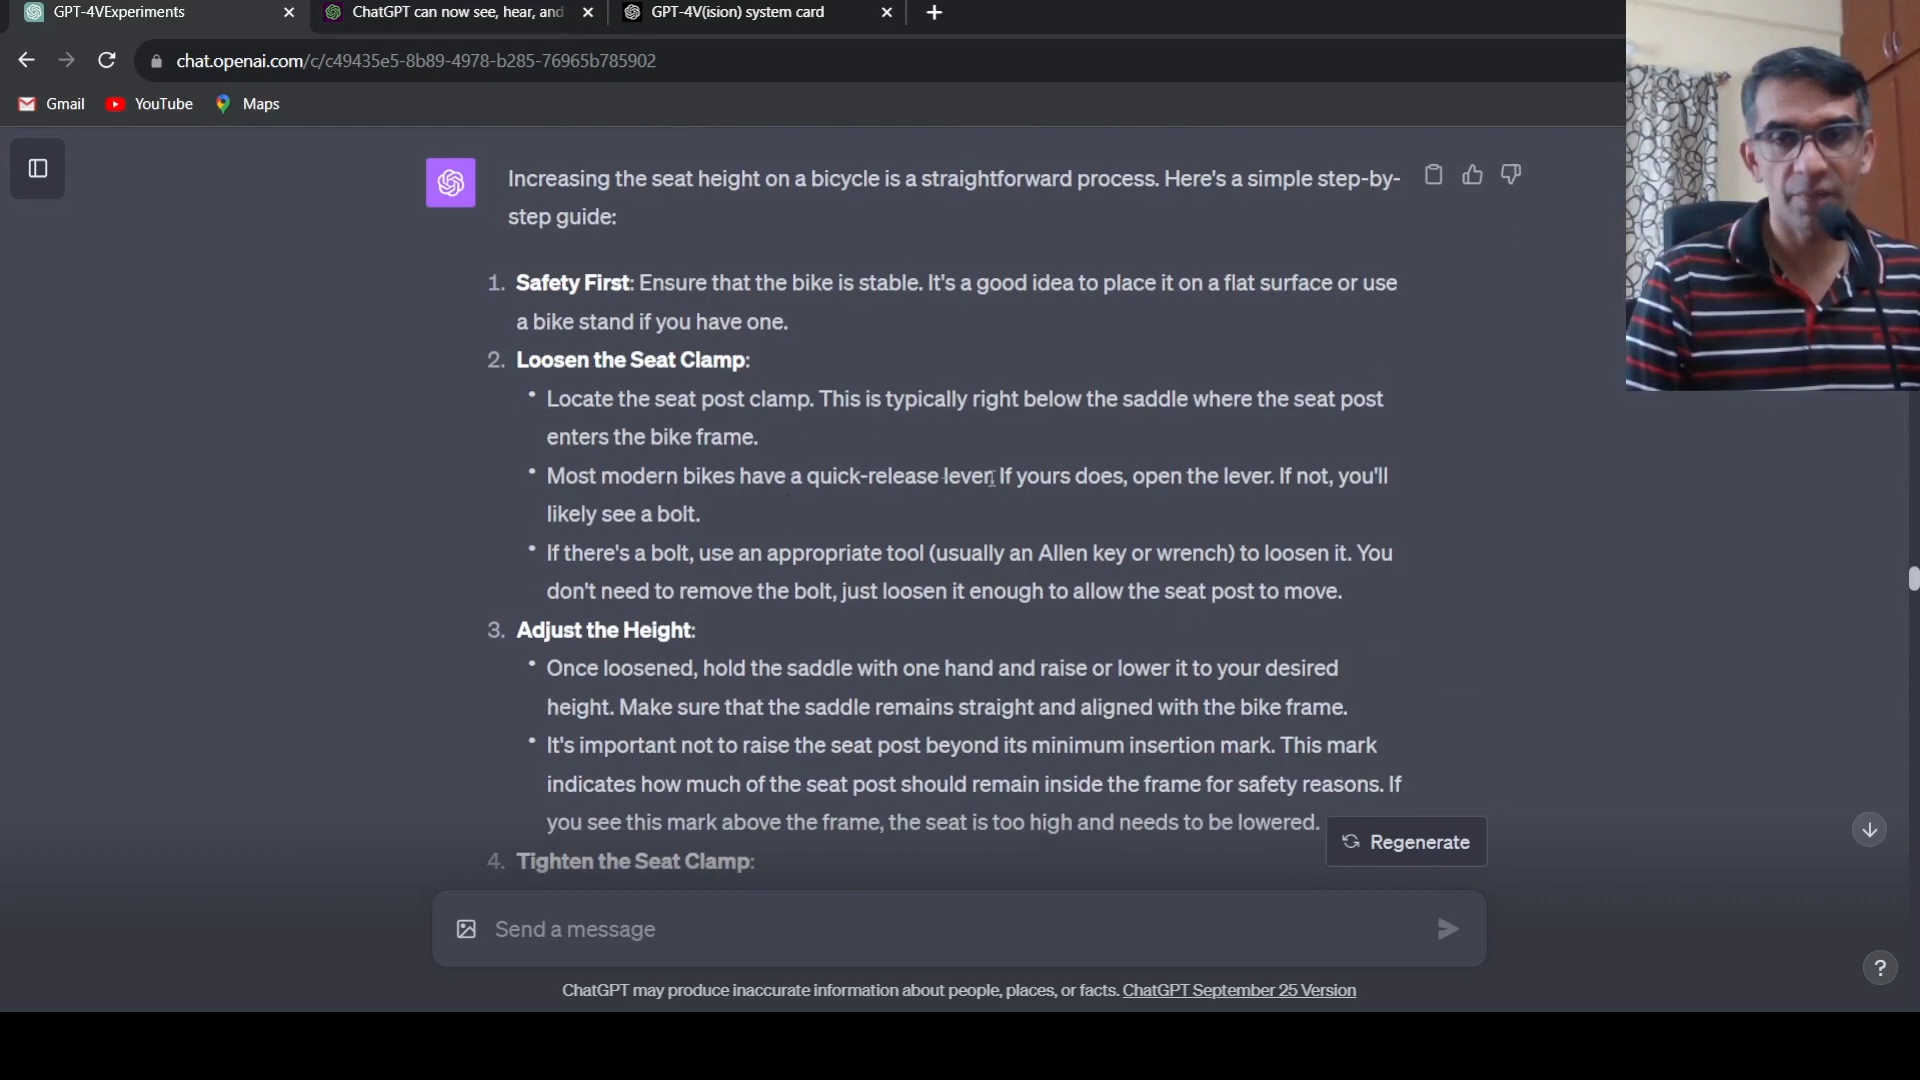 GPT-4VExperiments
ChatGPT can now see, hear, and
GPT-4V(ision) system card
chat.openai.com/c/c49435e5-8b89-4978-b285-76965b785902
Gmail
YouTube
Maps
Increasing the seat height on a bicycle is a straightforward process. Here's a simple step-by-
step guide:
1. Safety First: Ensure that the bike is stable. It's a good idea to place it on a flat surface or use
a bike stand if you have one.
2. Loosen the Seat Clamp:
• Locate the seat post clamp. This is typically right below the saddle where the seat post
enters the bike frame.
• Most modern bikes have a quick-release lever. If yours does, open the lever. If not, you'll
likely see a bolt.
• If there's a bolt, use an appropriate tool (usually an Allen key or wrench) to loosen it. You
don't need to remove the bolt, just loosen it enough to allow the seat post to move.
3. Adjust the Height:
• Once loosened, hold the saddle with one hand and raise or lower it to your desired
height. Make sure that the saddle remains straight and aligned with the bike frame.
• It's important not to raise the seat post beyond its minimum insertion mark. This mark
indicates how much of the seat post should remain inside the frame for safety reasons. If
you see this mark above the frame, the seat is too high and needs to be lowered.
Regenerate
4. Tighten the Seat Clamp:
Send a message
?
ChatGPT may produce inaccurate information about people, places, or facts. ChatGPT September 25 Version